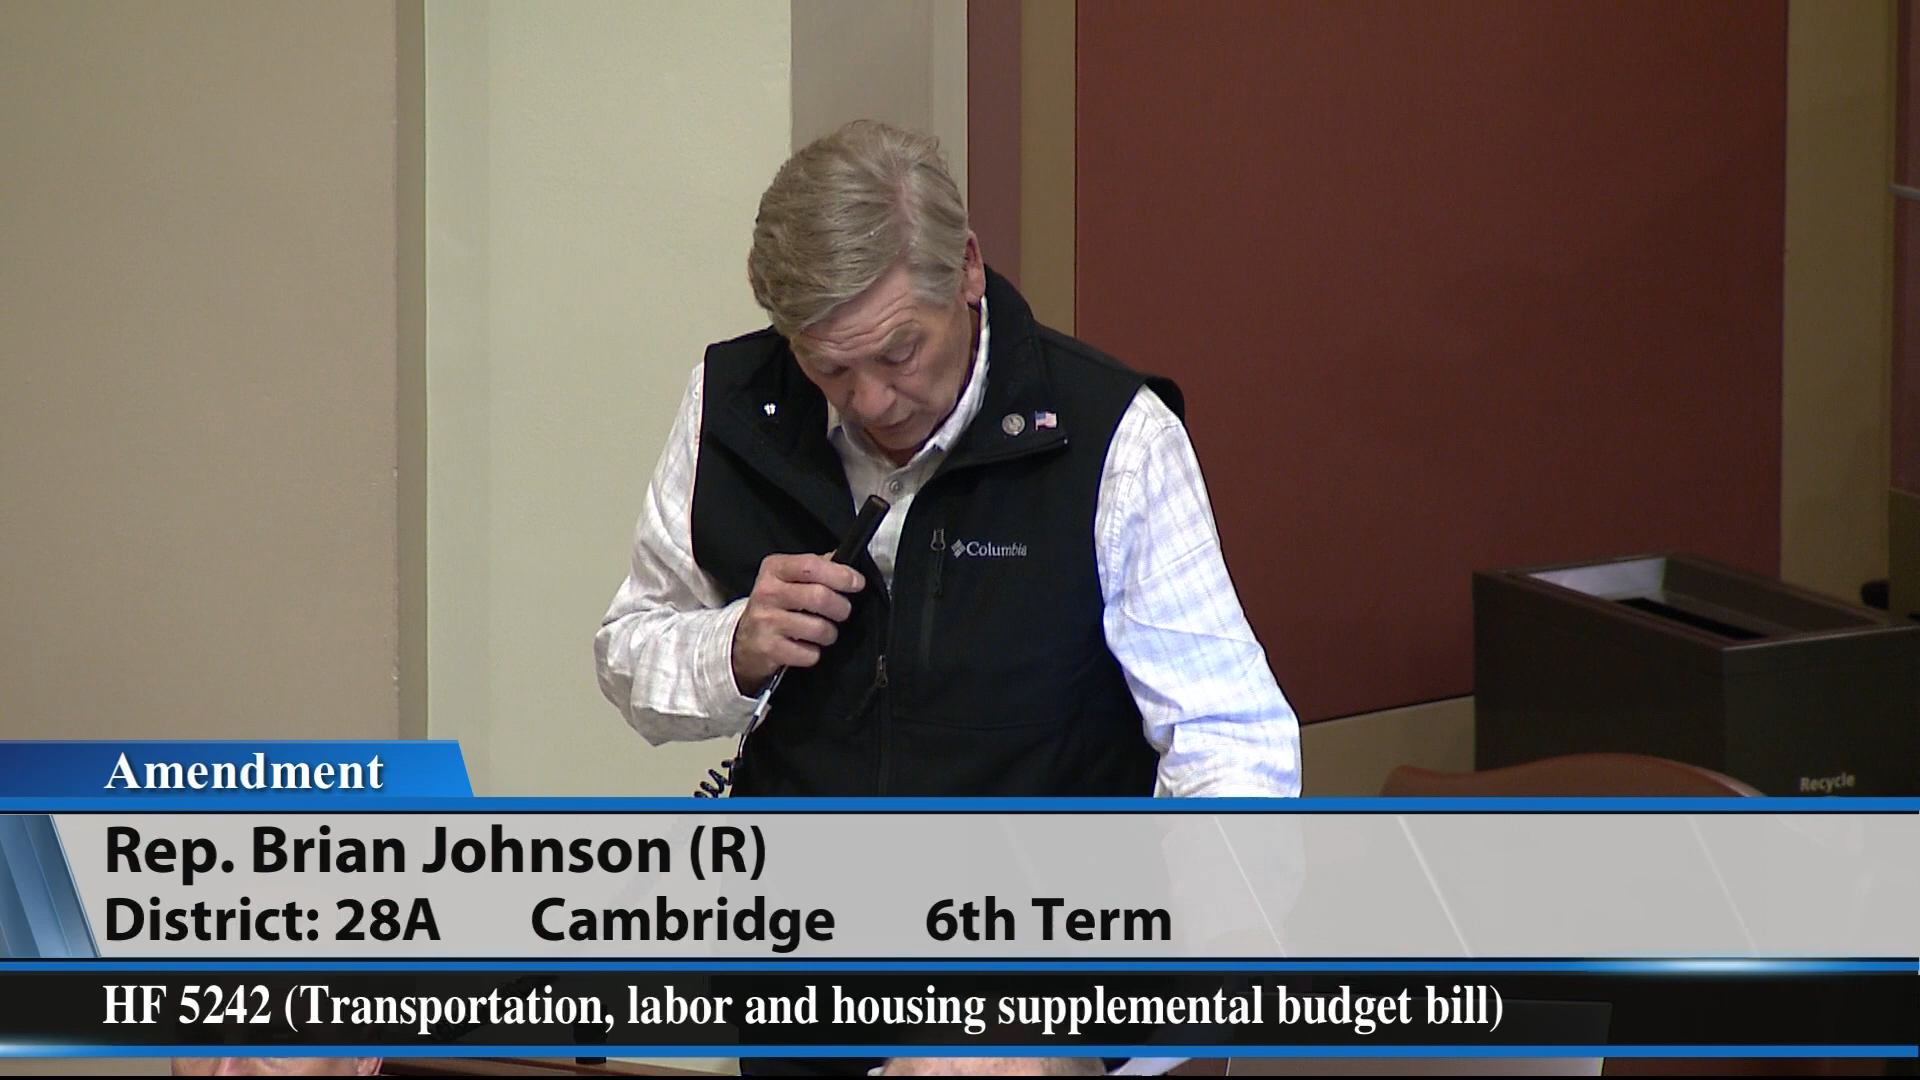 Columbia
Recycle
Amendment
Rep. Brian Johnson (R)
District: 28A Cambridge 6th Term
HF 5242 (Transportation, labor and housing supplemental budget bill)